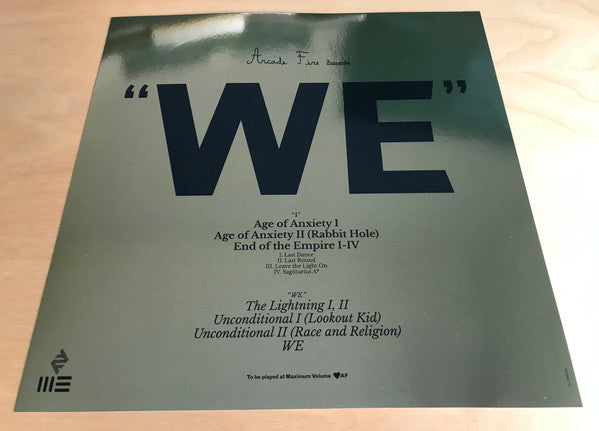 Arcade Fire Presents
“WE”
"I"
Age of Anxiety I
Age of Anxiety II (Rabbit Hole)
End of the Empire I-IV
I. Last Dance
II. Last Round
III. Leave the Light On
IV. Sagittarius A*
"WE"
The Lightning I, II
Unconditional I (Lookout Kid)
Unconditional II (Race and Religion)
WE
To be played at Maximum Volume ♥AF
WE